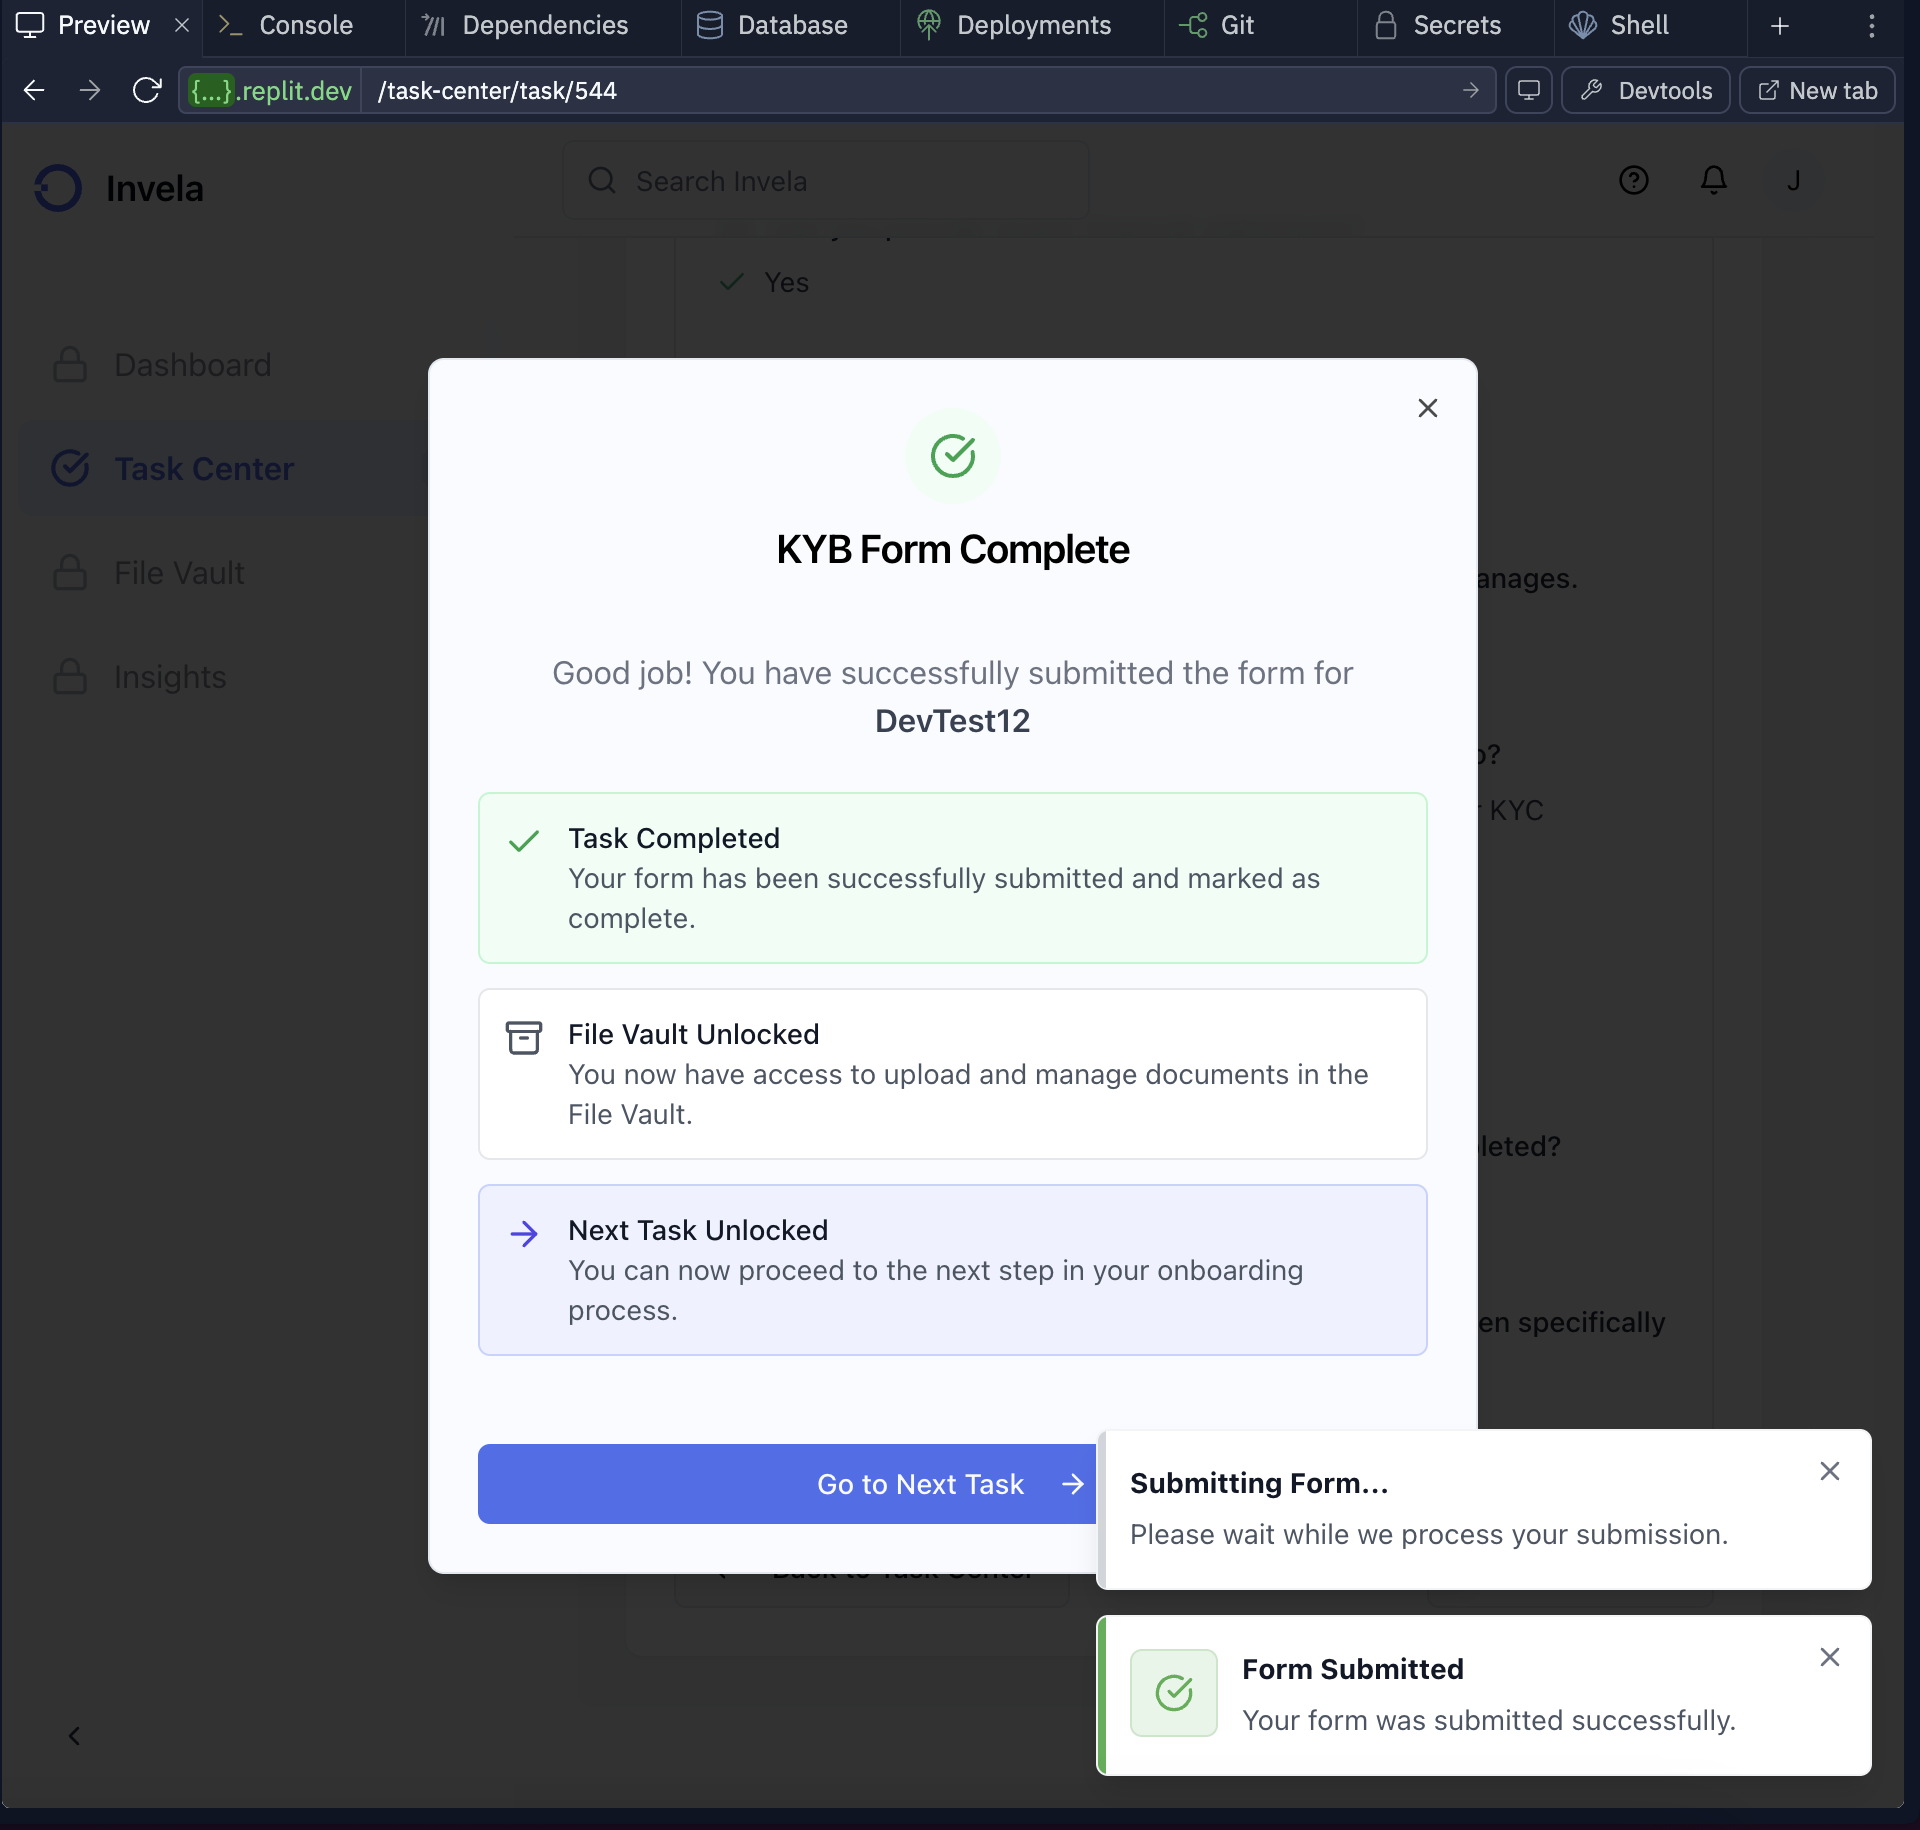 Preview
Console
Dependencies
Database
Deployments
Git
Secrets
Shell
{...}.replit.dev
/task-center/task/544
Devtools
New tab
Invela
Search Invela
J
Yes
Dashboard
Task Center
File Vault
Insights
KYB Form Complete
anages.
Good job! You have successfully submitted the form for
DevTest12
?
KYC
Task Completed
Your form has been successfully submitted and marked as
complete.
File Vault Unlocked
You now have access to upload and manage documents in the
File Vault.
leted?
Next Task Unlocked
You can now proceed to the next step in your onboarding
process.
en specifically
Go to Next Task
Back to Task Center
Submitting Form...
Please wait while we process your submission.
Form Submitted
Your form was submitted successfully.